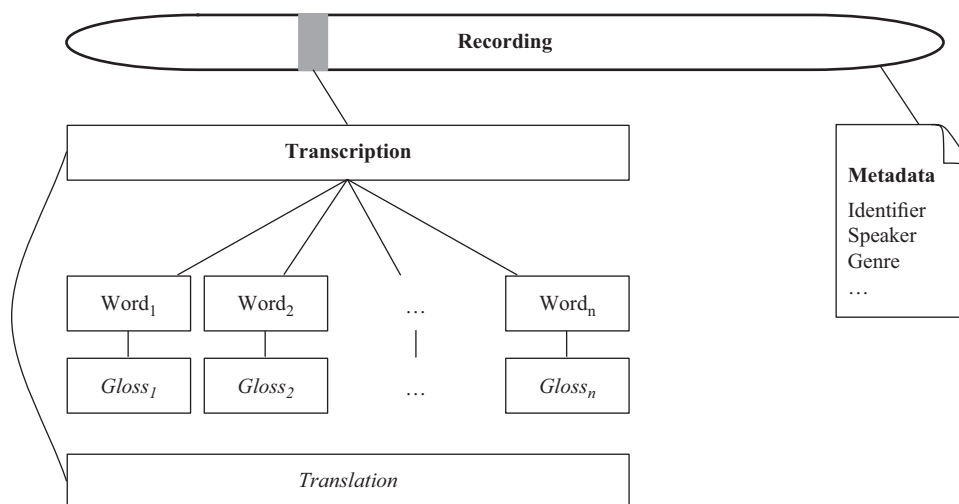 Recording
Transcription
Metadata
Identifier
Speaker
Genre
…
Word₁ Word₂ … Wordₙ
Gloss₁ Gloss₂ … Glossₙ
Translation